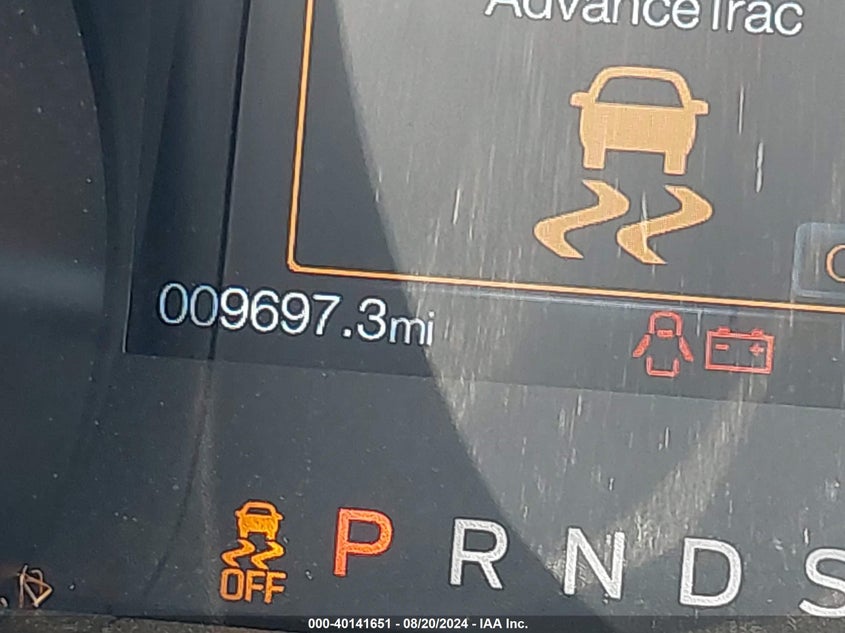 AdvanceTrac
009697.3mi
OFF P R N D S
000-40141651 - 08/20/2024 - IAA Inc.